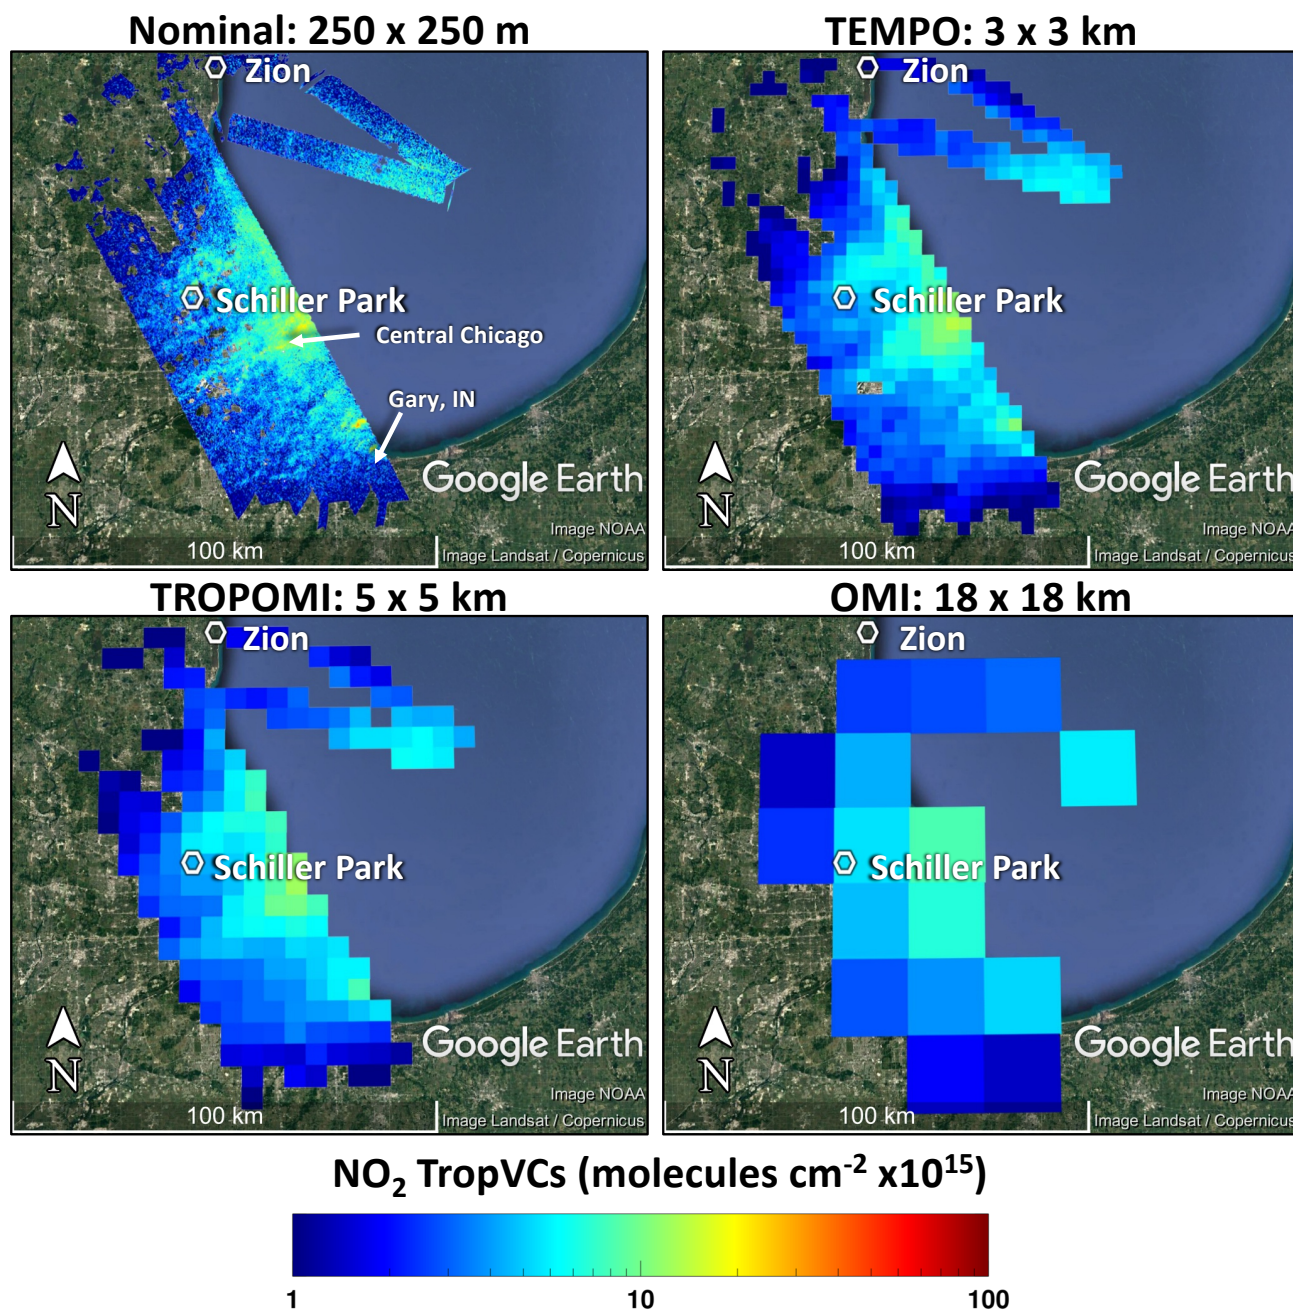 Nominal: 250 x 250 m
Zion
Schiller Park
Central Chicago
Gary, IN
N
Google Earth
Image NOAA
100 km
Image Landsat / Copernicus
TEMPO: 3 x 3 km
Zion
Schiller Park
N
Google Earth
Image NOAA
100 km
Image Landsat / Copernicus
TROPOMI: 5 x 5 km
Zion
Schiller Park
N
Google Earth
Image NOAA
100 km
Image Landsat / Copernicus
OMI: 18 x 18 km
Zion
Schiller Park
N
Google Earth
Image NOAA
100 km
Image Landsat / Copernicus
NO₂ TropVCs (molecules cm⁻² x10¹⁵)
1 10 100